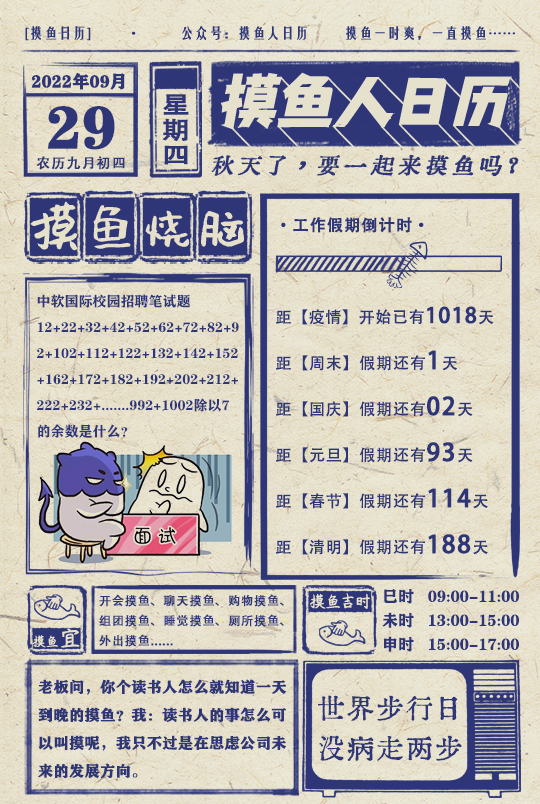 [摸鱼日历] · 公众号：摸鱼人日历 摸鱼一时爽，一直摸鱼……
2022年09月
29
农历九月初四
星期四
摸鱼人日历
秋天了，要一起来摸鱼吗？
摸鱼烧脑
中软国际校园招聘笔试题
12+22+32+42+52+62+72+82+9
2+102+112+122+132+142+152
+162+172+182+192+202+212+
222+232+.......992+1002除以7
的余数是什么？
面试
·工作假期倒计时·
距【疫情】开始已有1018天
距【周末】假期还有1天
距【国庆】假期还有02天
距【元旦】假期还有93天
距【春节】假期还有114天
距【清明】假期还有188天
摸鱼宜
开会摸鱼、聊天摸鱼、购物摸鱼、
组团摸鱼、睡觉摸鱼、厕所摸鱼、
外出摸鱼......
摸鱼吉时
巳时 09:00-11:00
未时 13:00-15:00
申时 15:00-17:00
老板问，你个读书人怎么就知道一天
到晚的摸鱼？我：读书人的事怎么可
以叫摸呢，我只不过是在思虑公司未
来的发展方向。
世界步行日
没病走两步